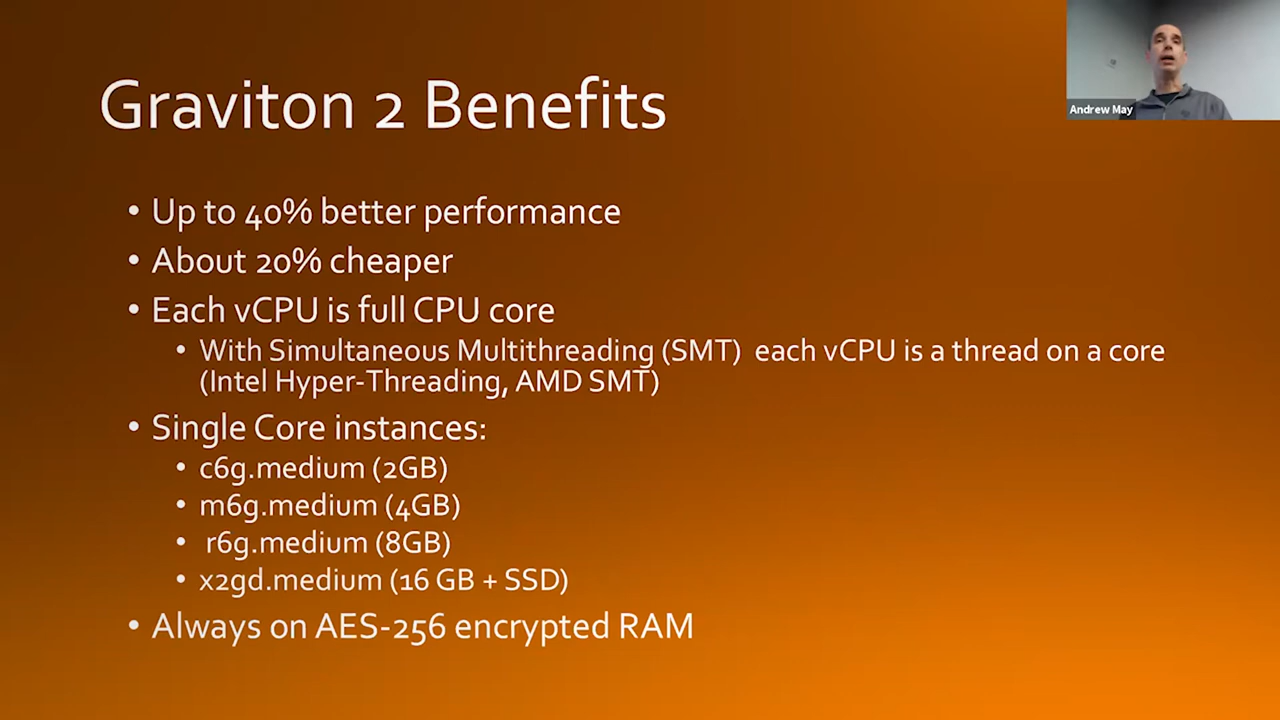 Graviton 2 Benefits
Andrew May
• Up to 40% better performance
• About 20% cheaper
• Each vCPU is full CPU core
• With Simultaneous Multithreading (SMT)  each vCPU is a thread on a core
(Intel Hyper-Threading, AMD SMT)
• Single Core instances:
• c6g.medium (2GB)
• m6g.medium (4GB)
• r6g.medium (8GB)
• x2gd.medium (16 GB + SSD)
• Always on AES-256 encrypted RAM